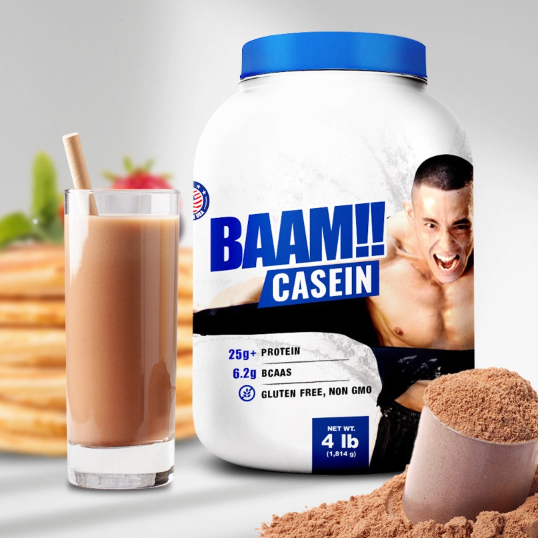 BAAM!!
CASEIN
25g+ PROTEIN
6.2g BCAAS
GLUTEN FREE, NON GMO
NET WT.
4 lb
(1,814 g)